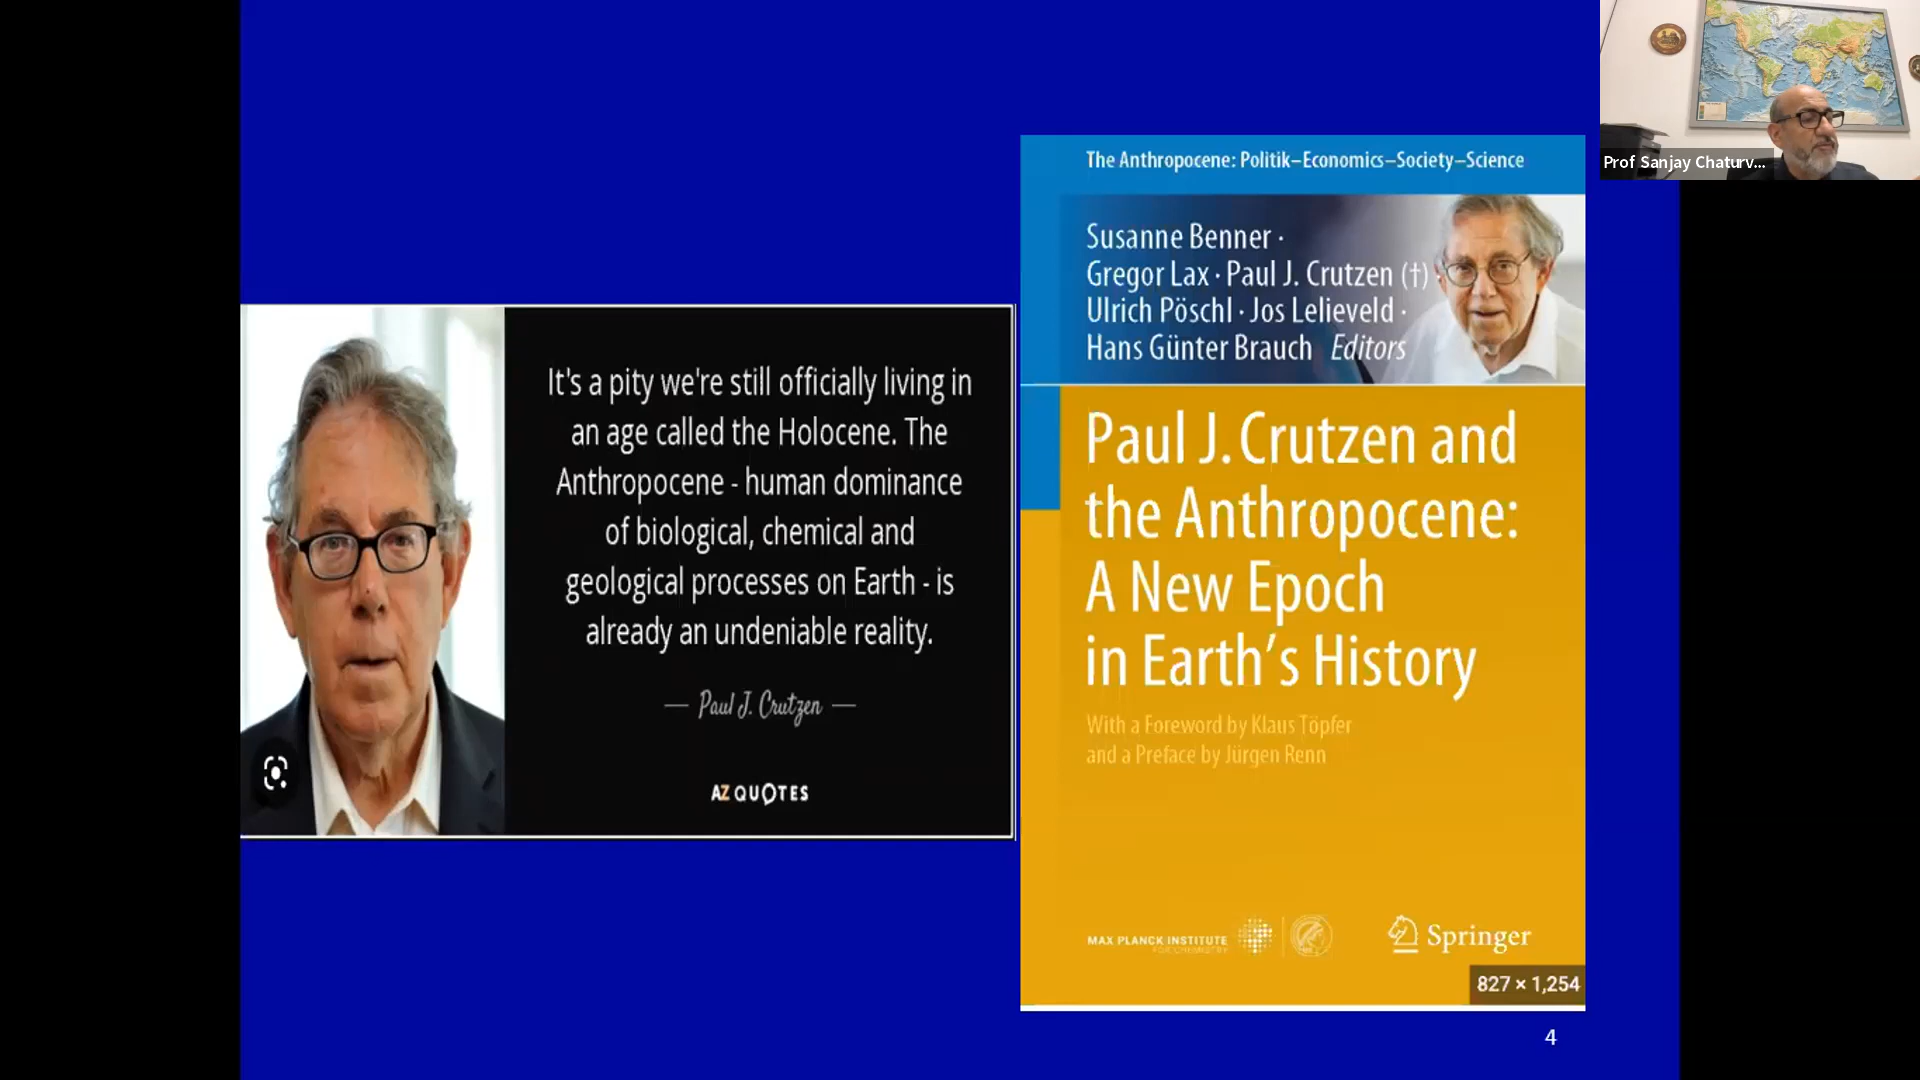 It's a pity we're still officially living in
an age called the Holocene. The
Anthropocene - human dominance
of biological, chemical and
geological processes on Earth - is
already an undeniable reality.
— Paul J. Crutzen —
AZ QUOTES
The Anthropocene: Politik–Economics–Society–Science
Susanne Benner ·
Gregor Lax · Paul J. Crutzen (†) ·
Ulrich Pöschl · Jos Lelieveld ·
Hans Günter Brauch Editors
Paul J. Crutzen and
the Anthropocene:
A New Epoch
in Earth’s History
With a Foreword by Klaus Töpfer
and a Preface by Jürgen Renn
MAX PLANCK INSTITUTE
FOR CHEMISTRY
Springer
827 × 1,254
4
Prof Sanjay Chaturv...